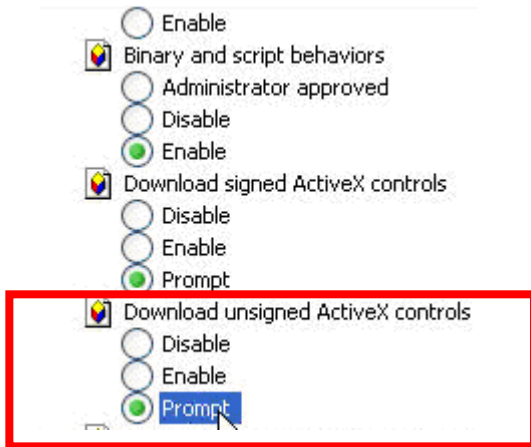 Enable
Binary and script behaviors
Administrator approved
Disable
Enable
Download signed ActiveX controls
Disable
Enable
Prompt
Download unsigned ActiveX controls
Disable
Enable
Prompt